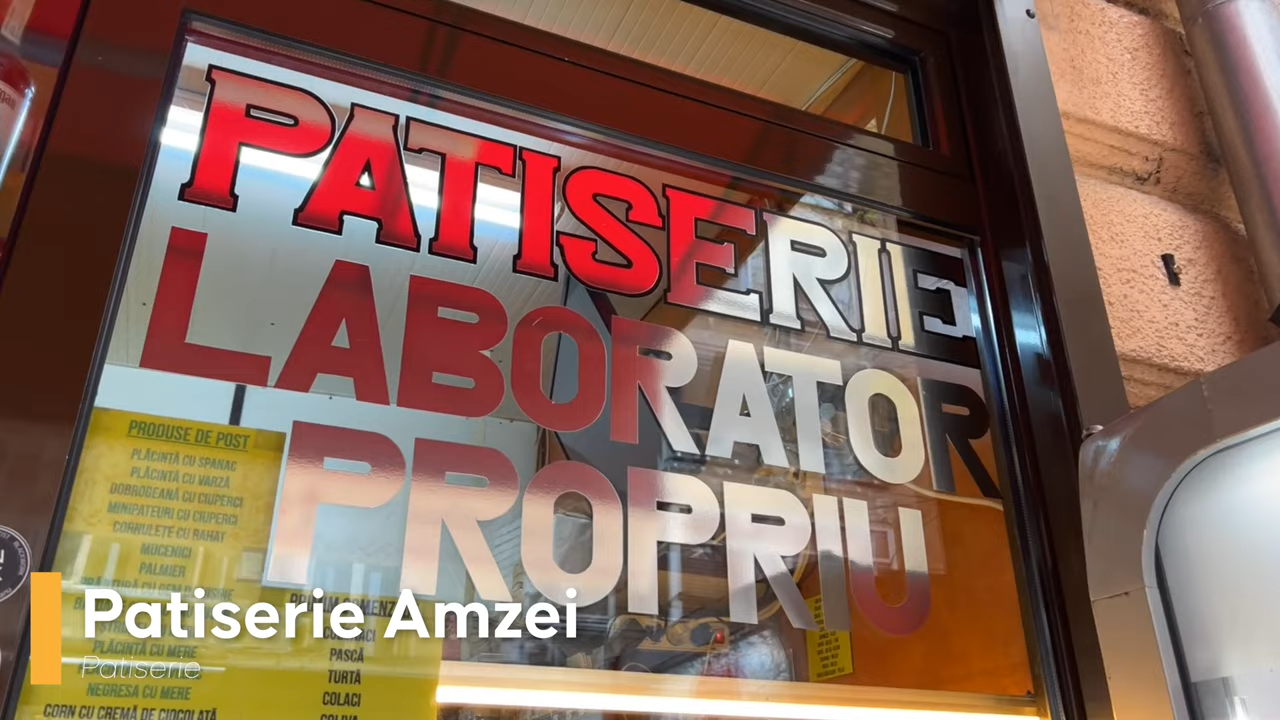 PATISERIE
LABORATOR
PROPRIU
PRODUSE DE POST
PLĂCINTĂ CU SPANAC
PLĂCINTĂ CU VARZĂ
DOBROGEANĂ CU CIUPERCI
MINIPATEURI CU CIUPERCI
CORNULEȚE CU RAHAT
MUCENICI
PALMIER
PLĂCINTĂ CU MERE
NEGRESA CU MERE
CORN CU CREMĂ DE CIOCOLATĂ
PASCĂ
TURTĂ
COLACI
COLIVA
Patiserie Amzei
Patiserie